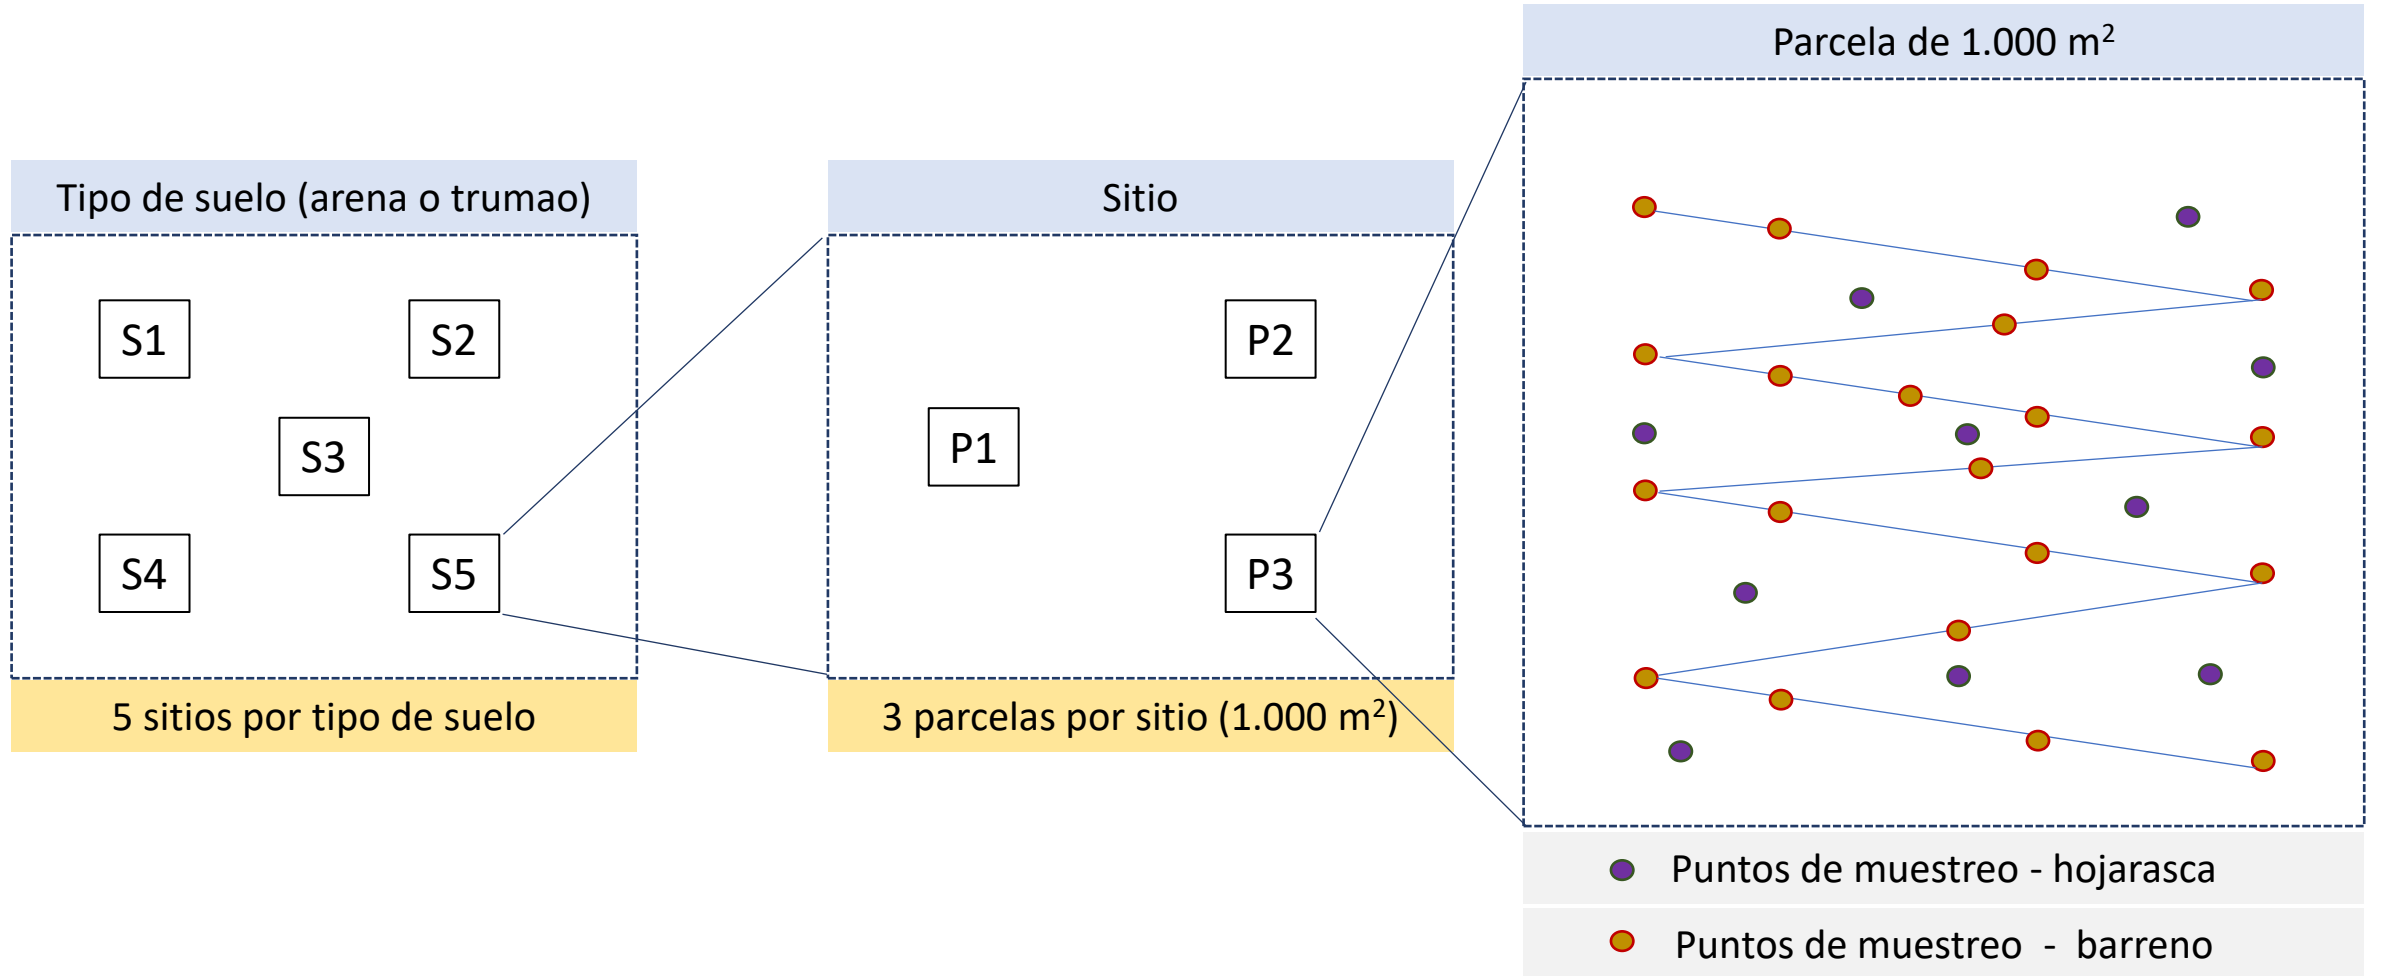 Tipo de suelo (arena o trumao)
S1
S2
S3
S4
S5
5 sitios por tipo de suelo
Sitio
P2
P1
P3
3 parcelas por sitio (1.000 m²)
Parcela de 1.000 m²
Puntos de muestreo - hojarasca
Puntos de muestreo - barreno